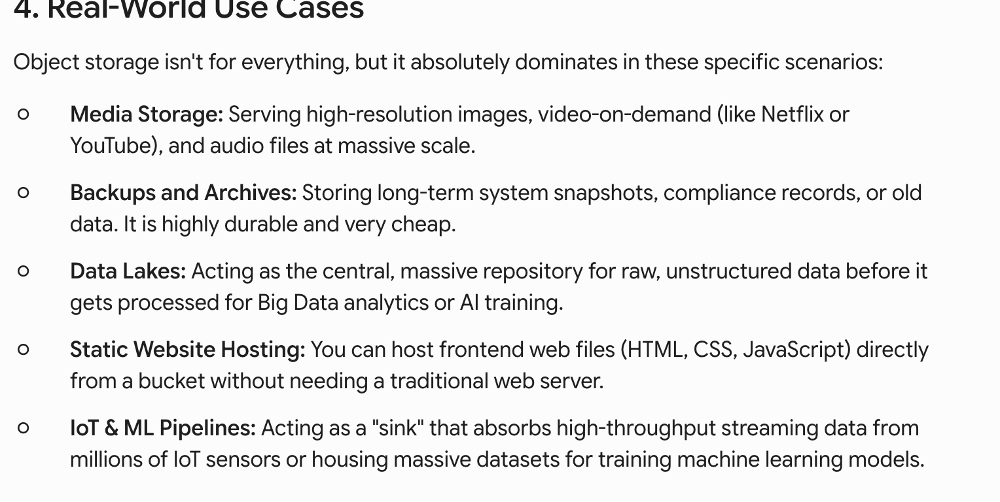 4. Real-World Use Cases
Object storage isn't for everything, but it absolutely dominates in these specific scenarios:
Media Storage: Serving high-resolution images, video-on-demand (like Netflix or
YouTube), and audio files at massive scale.
Backups and Archives: Storing long-term system snapshots, compliance records, or old
data. It is highly durable and very cheap.
Data Lakes: Acting as the central, massive repository for raw, unstructured data before it
gets processed for Big Data analytics or AI training.
Static Website Hosting: You can host frontend web files (HTML, CSS, JavaScript) directly
from a bucket without needing a traditional web server.
IoT & ML Pipelines: Acting as a "sink" that absorbs high-throughput streaming data from
millions of IoT sensors or housing massive datasets for training machine learning models.